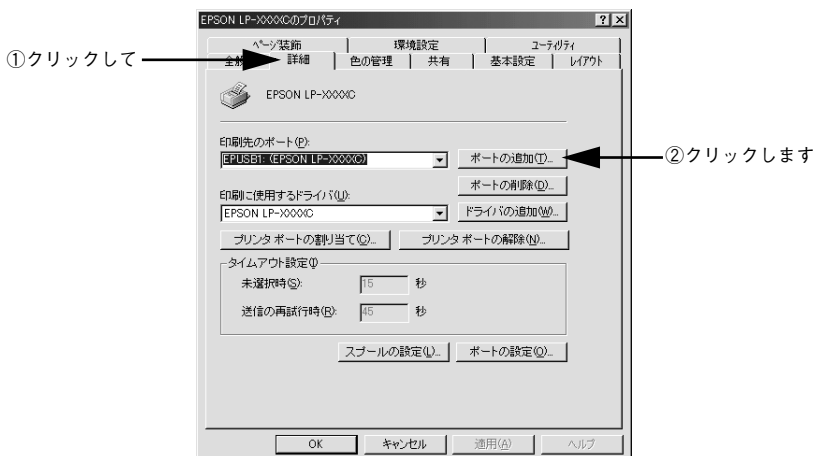 EPSON LP-XXXXCのプロパティ
ページ装飾 環境設定 ユーティリティ
全般 詳細 色の管理 共有 基本設定 レイアウト
①クリックして
EPSON LP-XXXXC
印刷先のポート(P):
EPUSB1: (EPSON LP-XXXXC) ポートの追加(T)...
②クリックします
ポートの削除(D)...
印刷に使用するドライバ(U):
EPSON LP-XXXXC ドライバの追加(W)...
プリンタ ポートの割り当て(C)... プリンタ ポートの解除(N)...
タイムアウト設定(I)
未選択時(S): 15 秒
送信の再試行時(R): 45 秒
スプールの設定(L)... ポートの設定(O)...
OK キャンセル 適用(A) ヘルプ